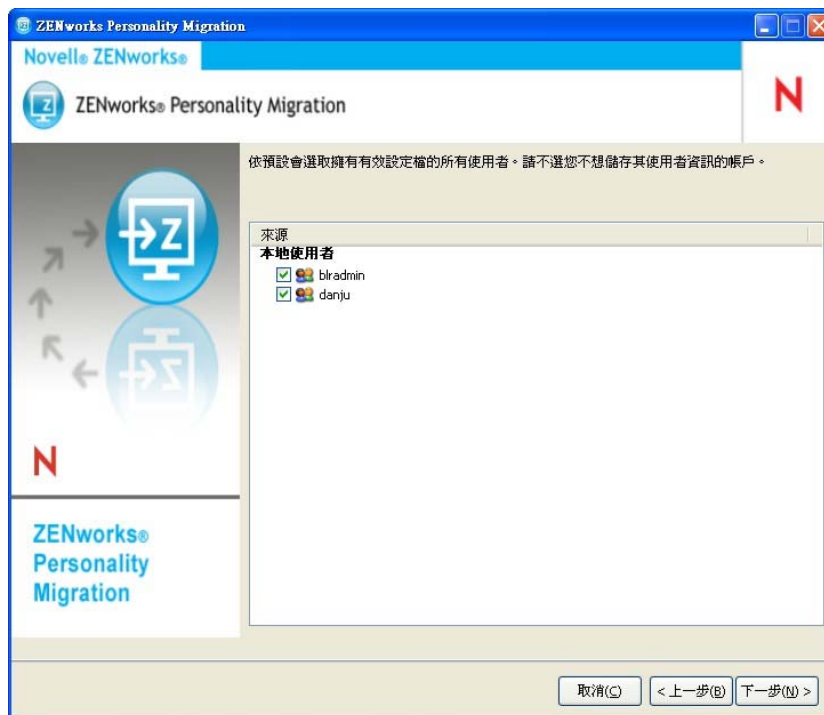 ZENworks Personality Migration
Novell® ZENworks®
ZENworks® Personality Migration
N
依預設會選取擁有有效設定檔的所有使用者。請不選您不想儲存其使用者資訊的帳戶。
來源
本地使用者
blradmin
danju
Z
N
ZENworks®
Personality
Migration
取消(C)
< 上一步(B)
下一步(N) >